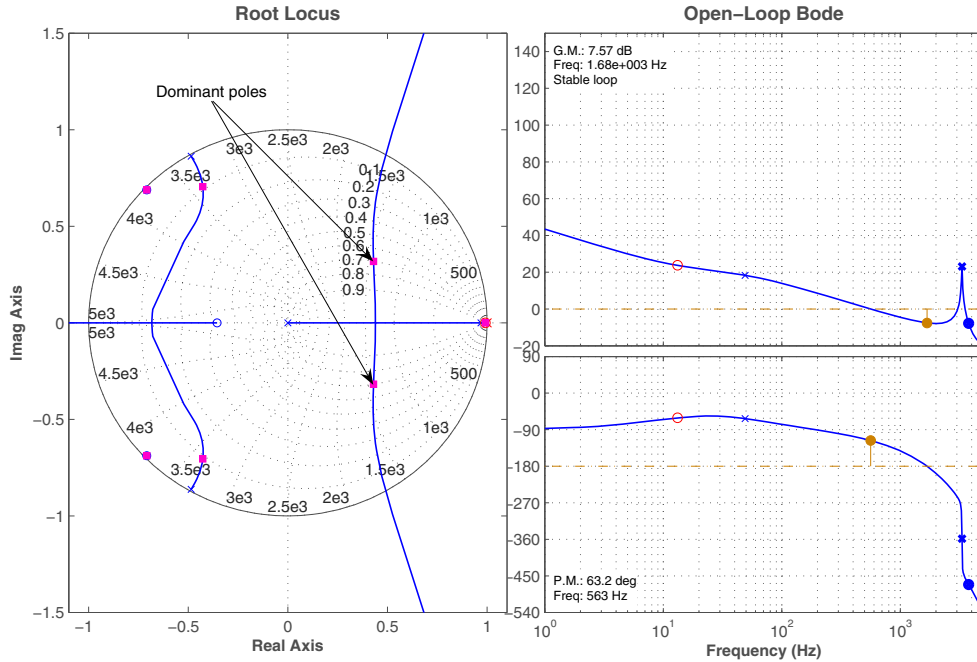 Root Locus
Open−Loop Bode
1.5
1
0.5
0
−0.5
−1
−1.5
Imag Axis
−1
−0.5
0
0.5
1
Real Axis
Dominant poles
2.5e3
3e3
2e3
3.5e3
1.5e3
4e3
1e3
4.5e3
500
5e3
5e3
4.5e3
500
4e3
1e3
3.5e3
1.5e3
3e3
2e3
2.5e3
0.1
0.2
0.3
0.4
0.5
0.6
0.7
0.8
0.9
G.M.: 7.57 dB
Freq: 1.68e+003 Hz
Stable loop
140
120
100
80
60
40
20
0
−20
90
0
−90
−180
−270
−360
−450
−540
P.M.: 63.2 deg
Freq: 563 Hz
10^0
10^1
10^2
10^3
Frequency (Hz)